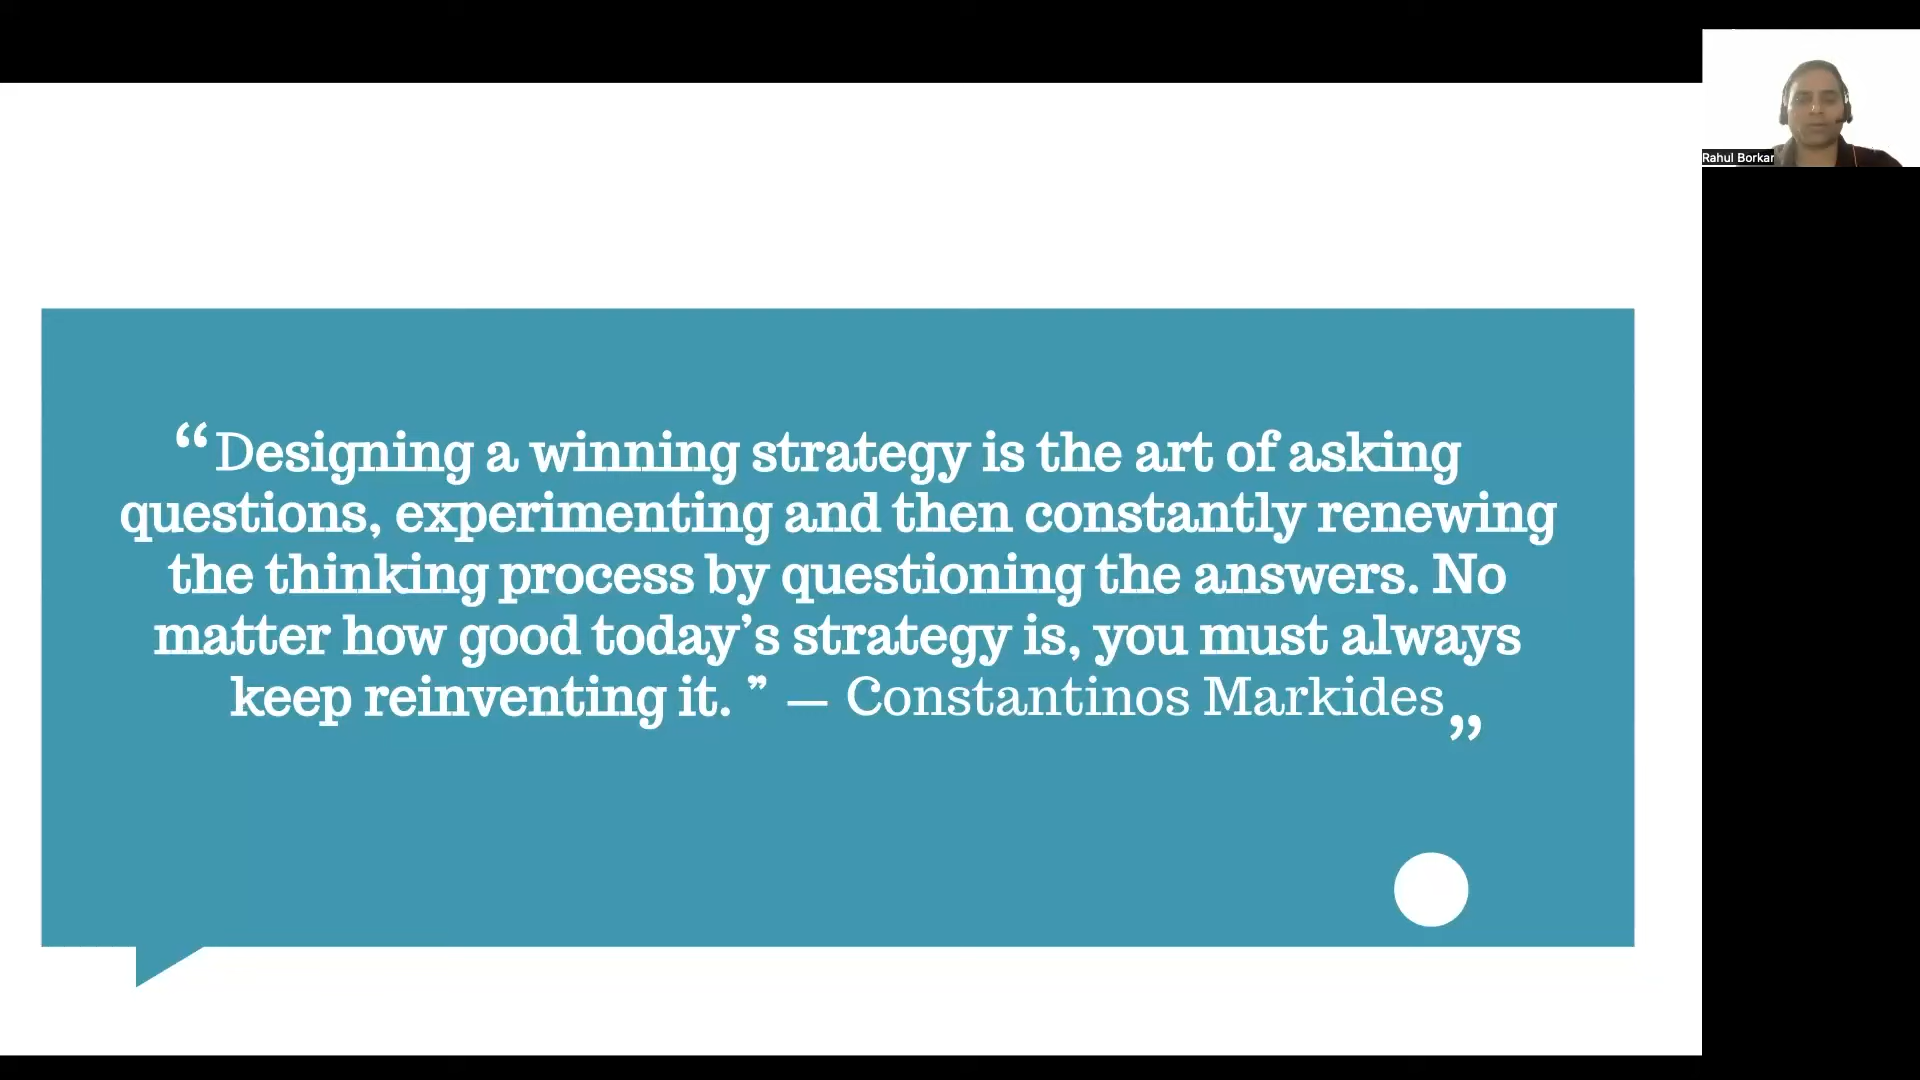 “Designing a winning strategy is the art of asking
questions, experimenting and then constantly renewing
the thinking process by questioning the answers. No
matter how good today’s strategy is, you must always
keep reinventing it. ” — Constantinos Markides”
Rahul Borkar